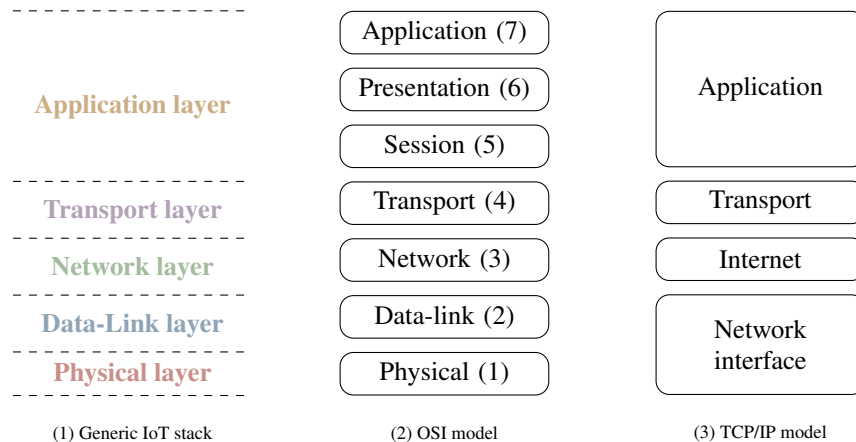 Application layer
Transport layer
Network layer
Data-Link layer
Physical layer
(1) Generic IoT stack
Application (7)
Presentation (6)
Session (5)
Transport (4)
Network (3)
Data-link (2)
Physical (1)
(2) OSI model
Application
Transport
Internet
Network
interface
(3) TCP/IP model